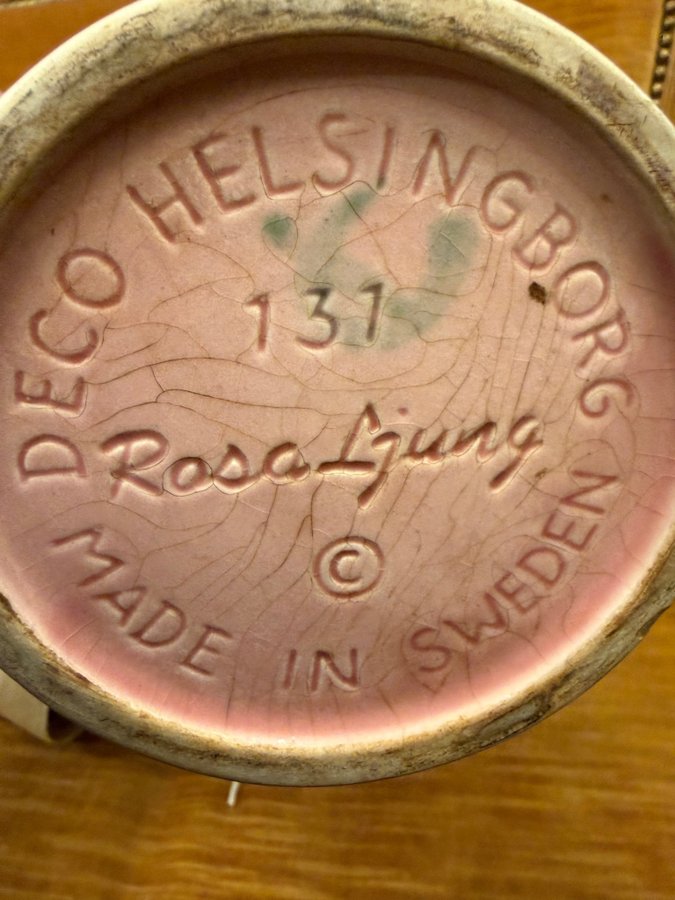 DECO HELSINGBORG
131
Rosa Ljung
©
MADE IN SWEDEN